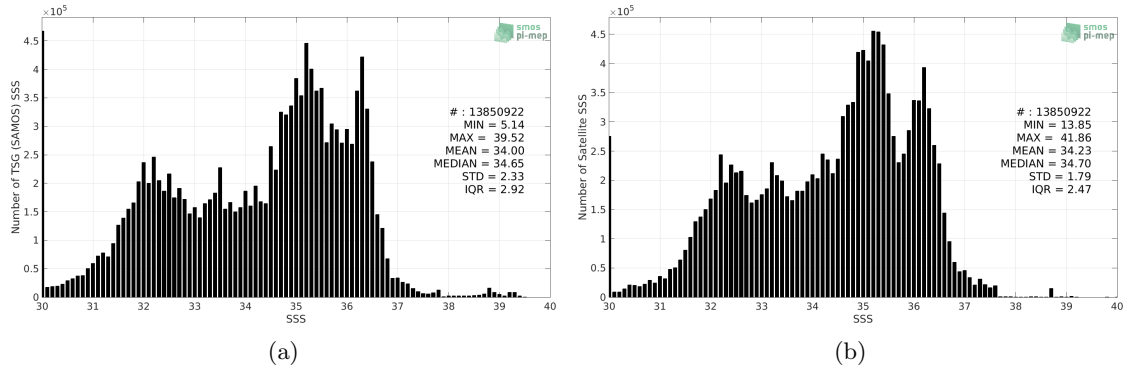 ×10⁵
smos
pi-mep
4.5
4
3.5
3
2.5
2
1.5
1
0.5
0
Number of TSG (SAMOS) SSS
# : 13850922
MIN = 5.14
MAX = 39.52
MEAN = 34.00
MEDIAN = 34.65
STD = 2.33
IQR = 2.92
30 31 32 33 34 35 36 37 38 39 40
SSS
(a)
×10⁵
smos
pi-mep
4.5
4
3.5
3
2.5
2
1.5
1
0.5
0
Number of Satellite SSS
# : 13850922
MIN = 13.85
MAX = 41.86
MEAN = 34.23
MEDIAN = 34.70
STD = 1.79
IQR = 2.47
30 31 32 33 34 35 36 37 38 39 40
SSS
(b)